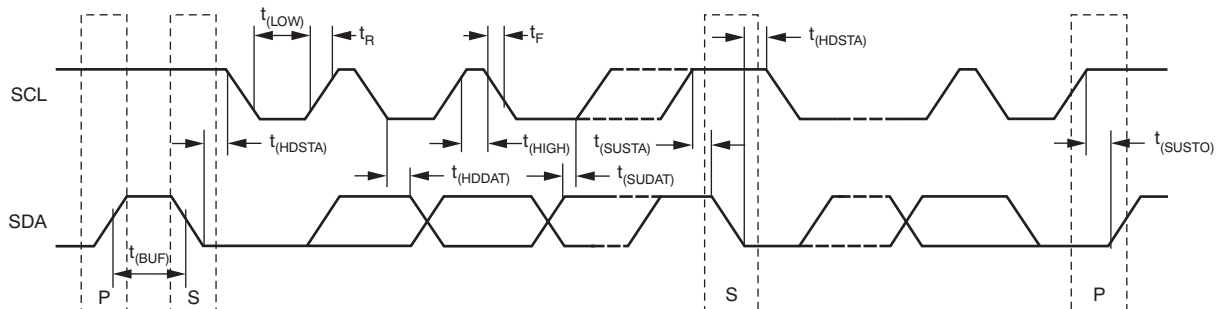 t(LOW)
tR
tF
t(HDSTA)
SCL
t(HDSTA)
t(HIGH)
t(SUSTA)
t(SUSTO)
t(HDDAT)
t(SUDAT)
SDA
t(BUF)
P
S
S
P